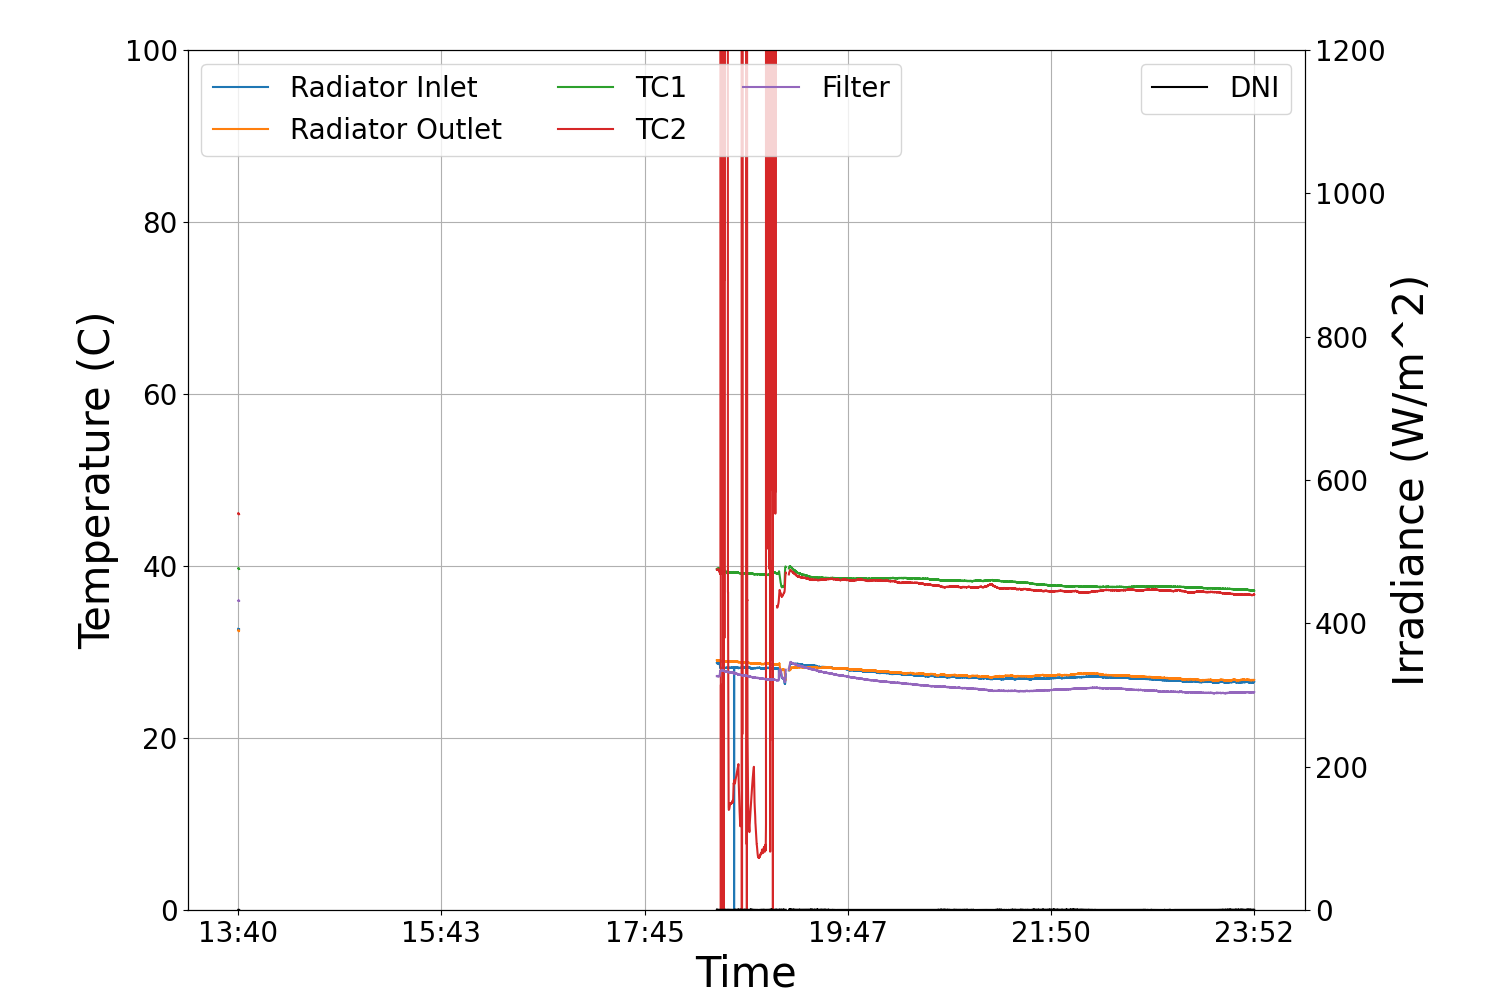 100
80
60
40
20
0
Temperature (C)
Radiator Inlet
Radiator Outlet
TC1
TC2
Filter
DNI
1200
1000
800
600
400
200
0
Irradiance (W/m^2)
13:40 15:43 17:45 19:47 21:50 23:52
Time